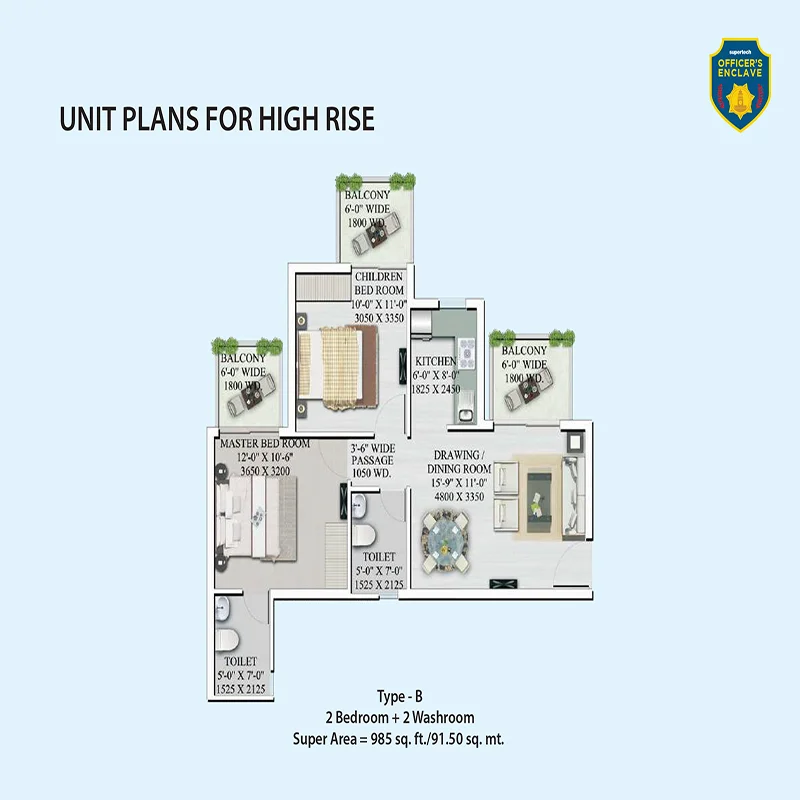 supertech
OFFICER'S
ENCLAVE
UNIT PLANS FOR HIGH RISE
BALCONY
6'-0" WIDE
1800 WD.
CHILDREN
BED ROOM
10'-0" X 11'-0"
3050 X 3350
BALCONY
6'-0" WIDE
1800 WD.
KITCHEN
6'-0" X 8'-0"
1825 X 2450
BALCONY
6'-0" WIDE
1800 WD.
MASTER BED ROOM
12'-0" X 10'-6"
3650 X 3200
3'-6" WIDE
PASSAGE
1050 WD.
DRAWING /
DINING ROOM
15'-9" X 11'-0"
4800 X 3350
TOILET
5'-0" X 7'-0"
1525 X 2125
TOILET
5'-0" X 7'-0"
1525 X 2125
Type - B
2 Bedroom + 2 Washroom
Super Area = 985 sq. ft./91.50 sq. mt.